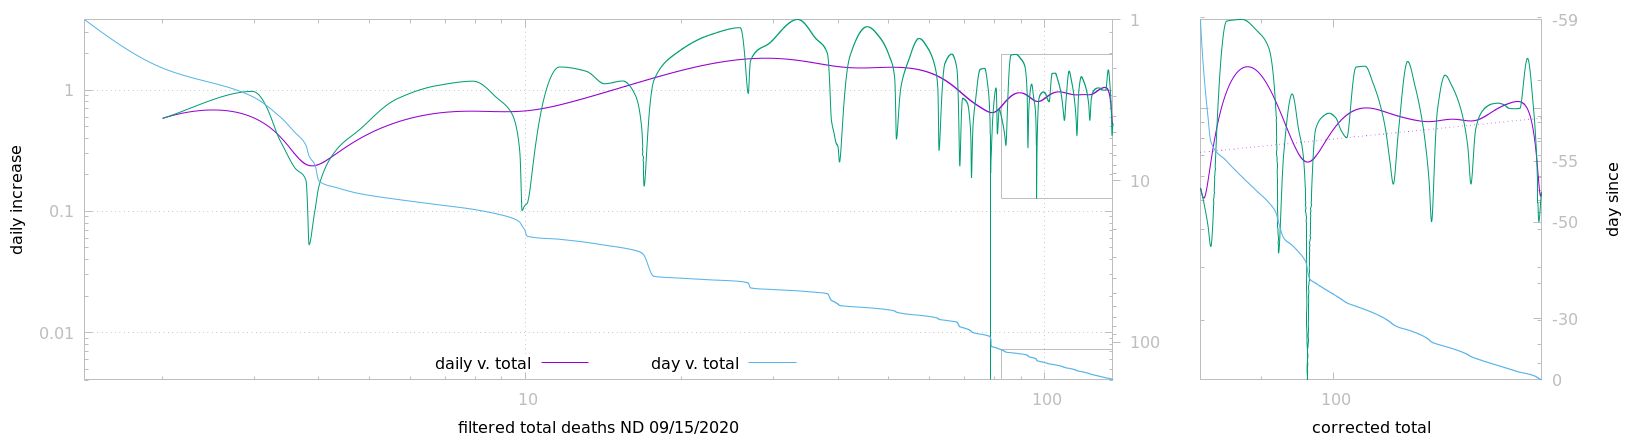 1
-59
1
daily increase
10
-55
0.1
day since
-50
0.01
-30
100
daily v. total
day v. total
0
10
100
100
filtered total deaths ND 09/15/2020
corrected total